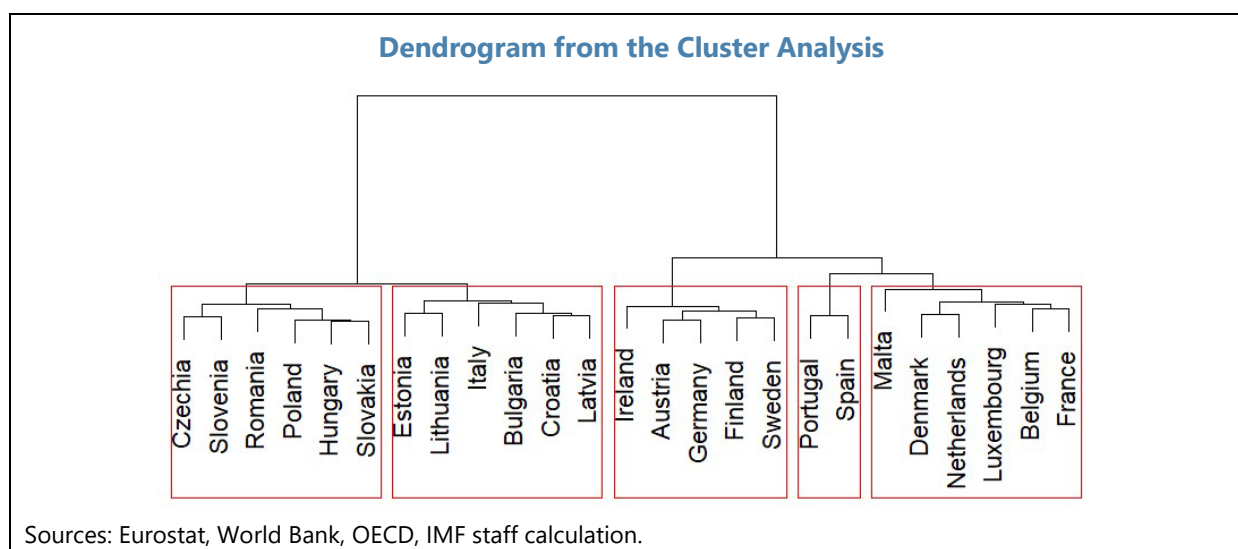 Dendrogram from the Cluster Analysis
Czechia
Slovenia
Romania
Poland
Hungary
Slovakia
Estonia
Lithuania
Italy
Bulgaria
Croatia
Latvia
Ireland
Austria
Germany
Finland
Sweden
Portugal
Spain
Malta
Denmark
Netherlands
Luxembourg
Belgium
France
Sources: Eurostat, World Bank, OECD, IMF staff calculation.